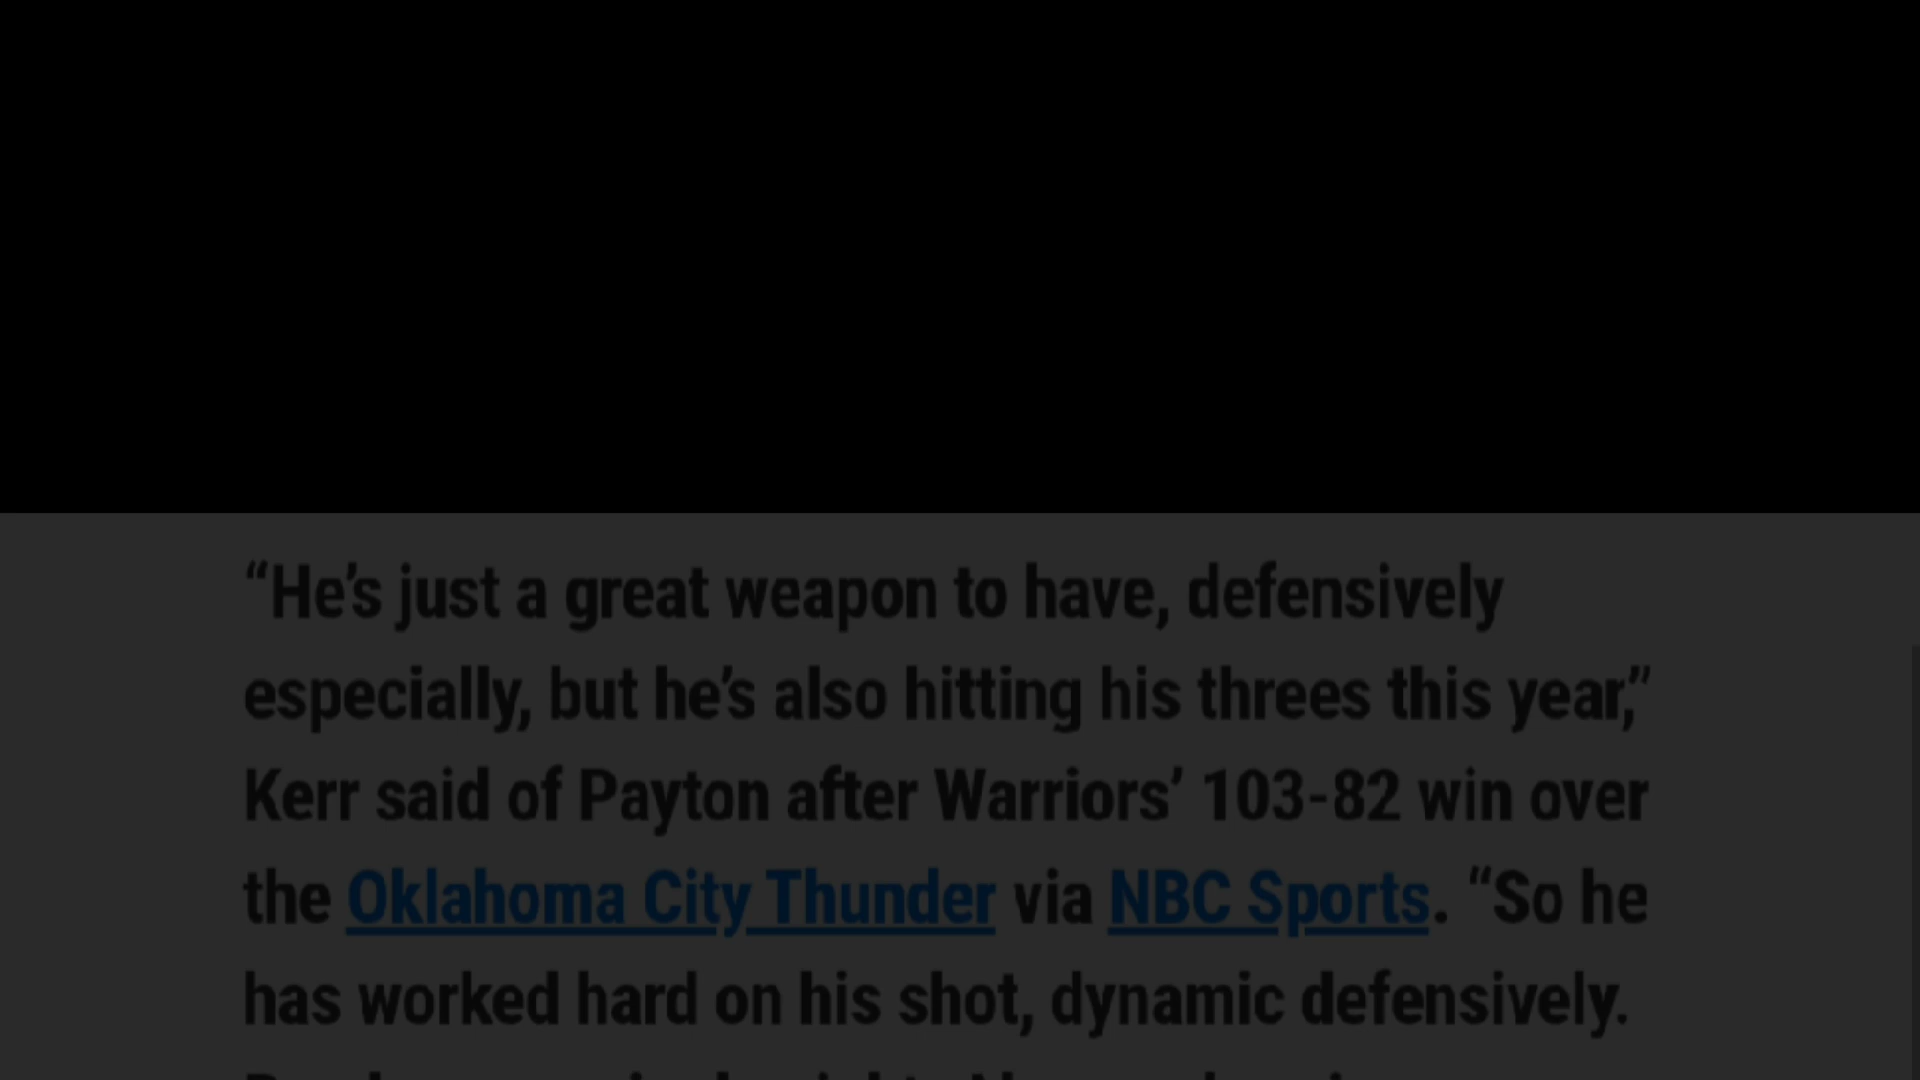 “He’s just a great weapon to have, defensively
especially, but he’s also hitting his threes this year,”
Kerr said of Payton after Warriors’ 103-82 win over
the Oklahoma City Thunder via NBC Sports. “So he
has worked hard on his shot, dynamic defensively.